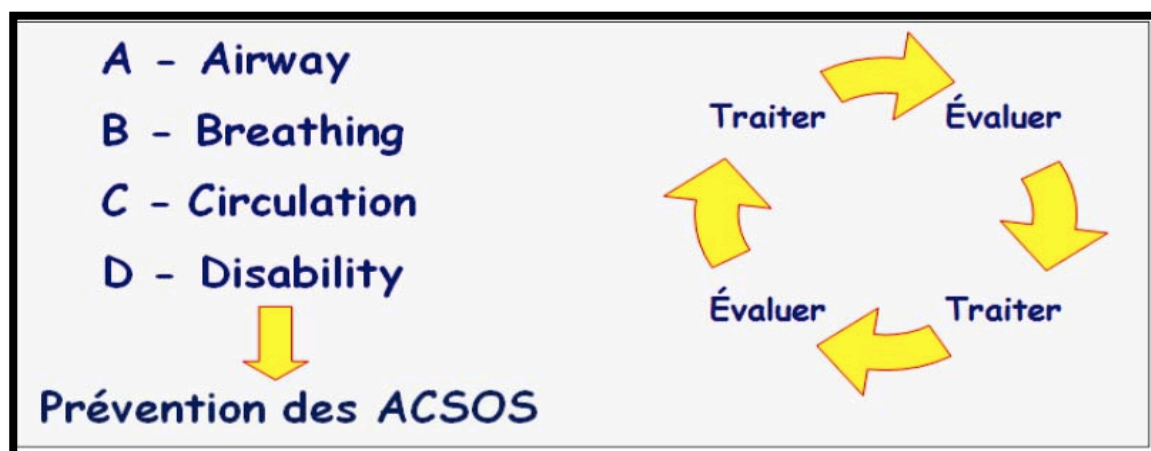 A - Airway
B - Breathing
C - Circulation
D - Disability
Prévention des ACSOS
Traiter
Évaluer
Évaluer
Traiter